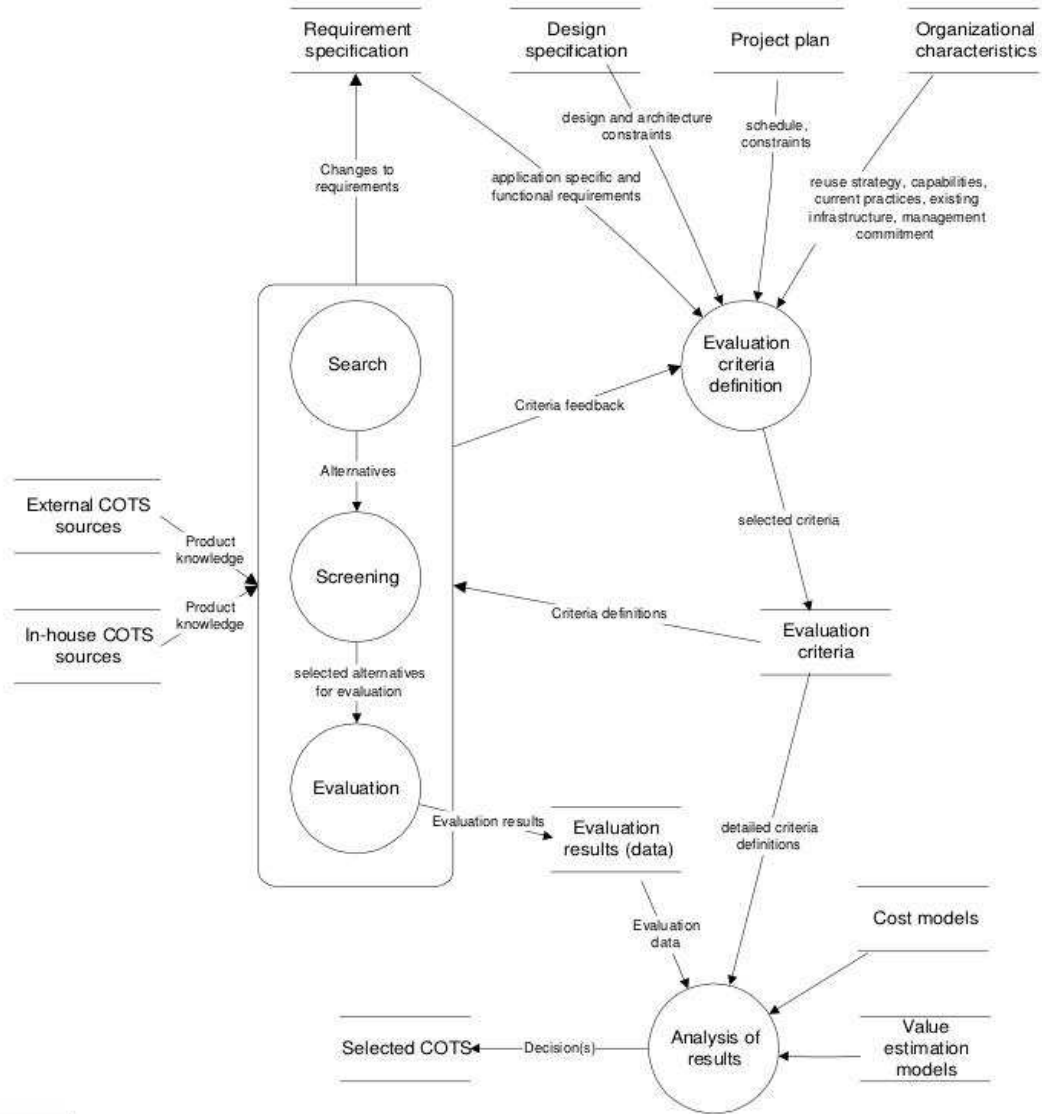 Requirement
specification
Design
specification
Project plan
Organizational
characteristics
design and architecture
constraints
schedule,
constraints
Changes to
requirements
application specific and
functional requirements
reuse strategy, capabilities,
current practices, existing
infrastructure, management
commitment
Search
Evaluation
criteria
definition
Criteria feedback
Alternatives
External COTS
sources
Product
knowledge
selected criteria
Screening
Product
knowledge
In-house COTS
sources
Criteria definitions
Evaluation
criteria
selected alternatives
for evaluation
Evaluation
Evaluation results
Evaluation
results (data)
detailed criteria
definitions
Cost models
Evaluation
data
Selected COTS
Decision(s)
Analysis of
results
Value
estimation
models